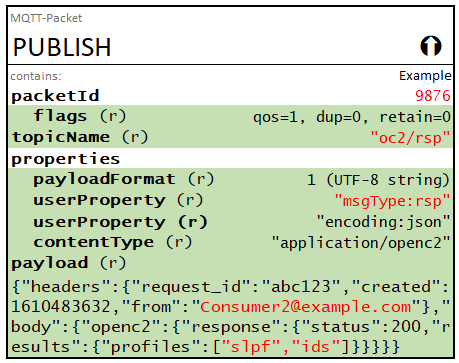 MQTT-Packet
PUBLISH
contains: Example
packetId 9876
flags (r) qos=1, dup=0, retain=0
topicName (r) "oc2/rsp"
properties
payloadFormat (r) 1 (UTF-8 string)
userProperty (r) "msgType:rsp"
userProperty (r) "encoding:json"
contentType (r) "application/openc2"
payload (r)
{"headers":{"request_id":"abc123","created":
1610483632,"from":"Consumer2@example.com"},"
body":{"openc2":{"response":{"status":200,"r
esults":{"profiles":["slpf","ids"]}}}}}